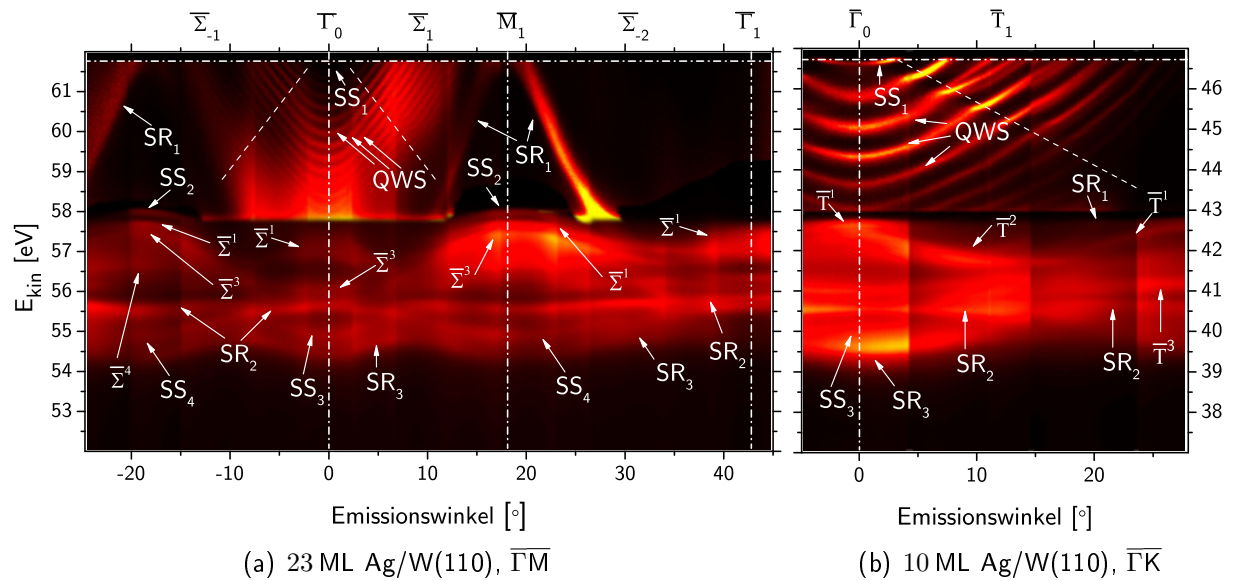 Σ̅₋₁ Γ̅₀ Σ̅₁ M̅₁ Σ̅₋₂ Γ̅₁
61
60
59
58
57
56
55
54
53
E_kin [eV]
SR₁
SS₂
SS₁
QWS
SS₂
SR₁
Σ̅¹
Σ̅³
Σ̅¹
Σ̅³
Σ̅³
Σ̅¹
Σ̅¹
Σ̅⁴
SS₄
SR₂
SS₃
SR₃
SS₄
SR₃
SR₂
-20 -10 0 10 20 30 40
Emissionswinkel [°]
(a) 23 ML Ag/W(110), Γ̅M̅
Γ̅₀ T̅₁
SS₁
QWS
SR₁
T̅¹
T̅¹
T̅²
SS₃
SR₃
SR₂
SR₂
T̅³
46
45
44
43
42
41
40
39
38
0 10 20
Emissionswinkel [°]
(b) 10 ML Ag/W(110), Γ̅K̅